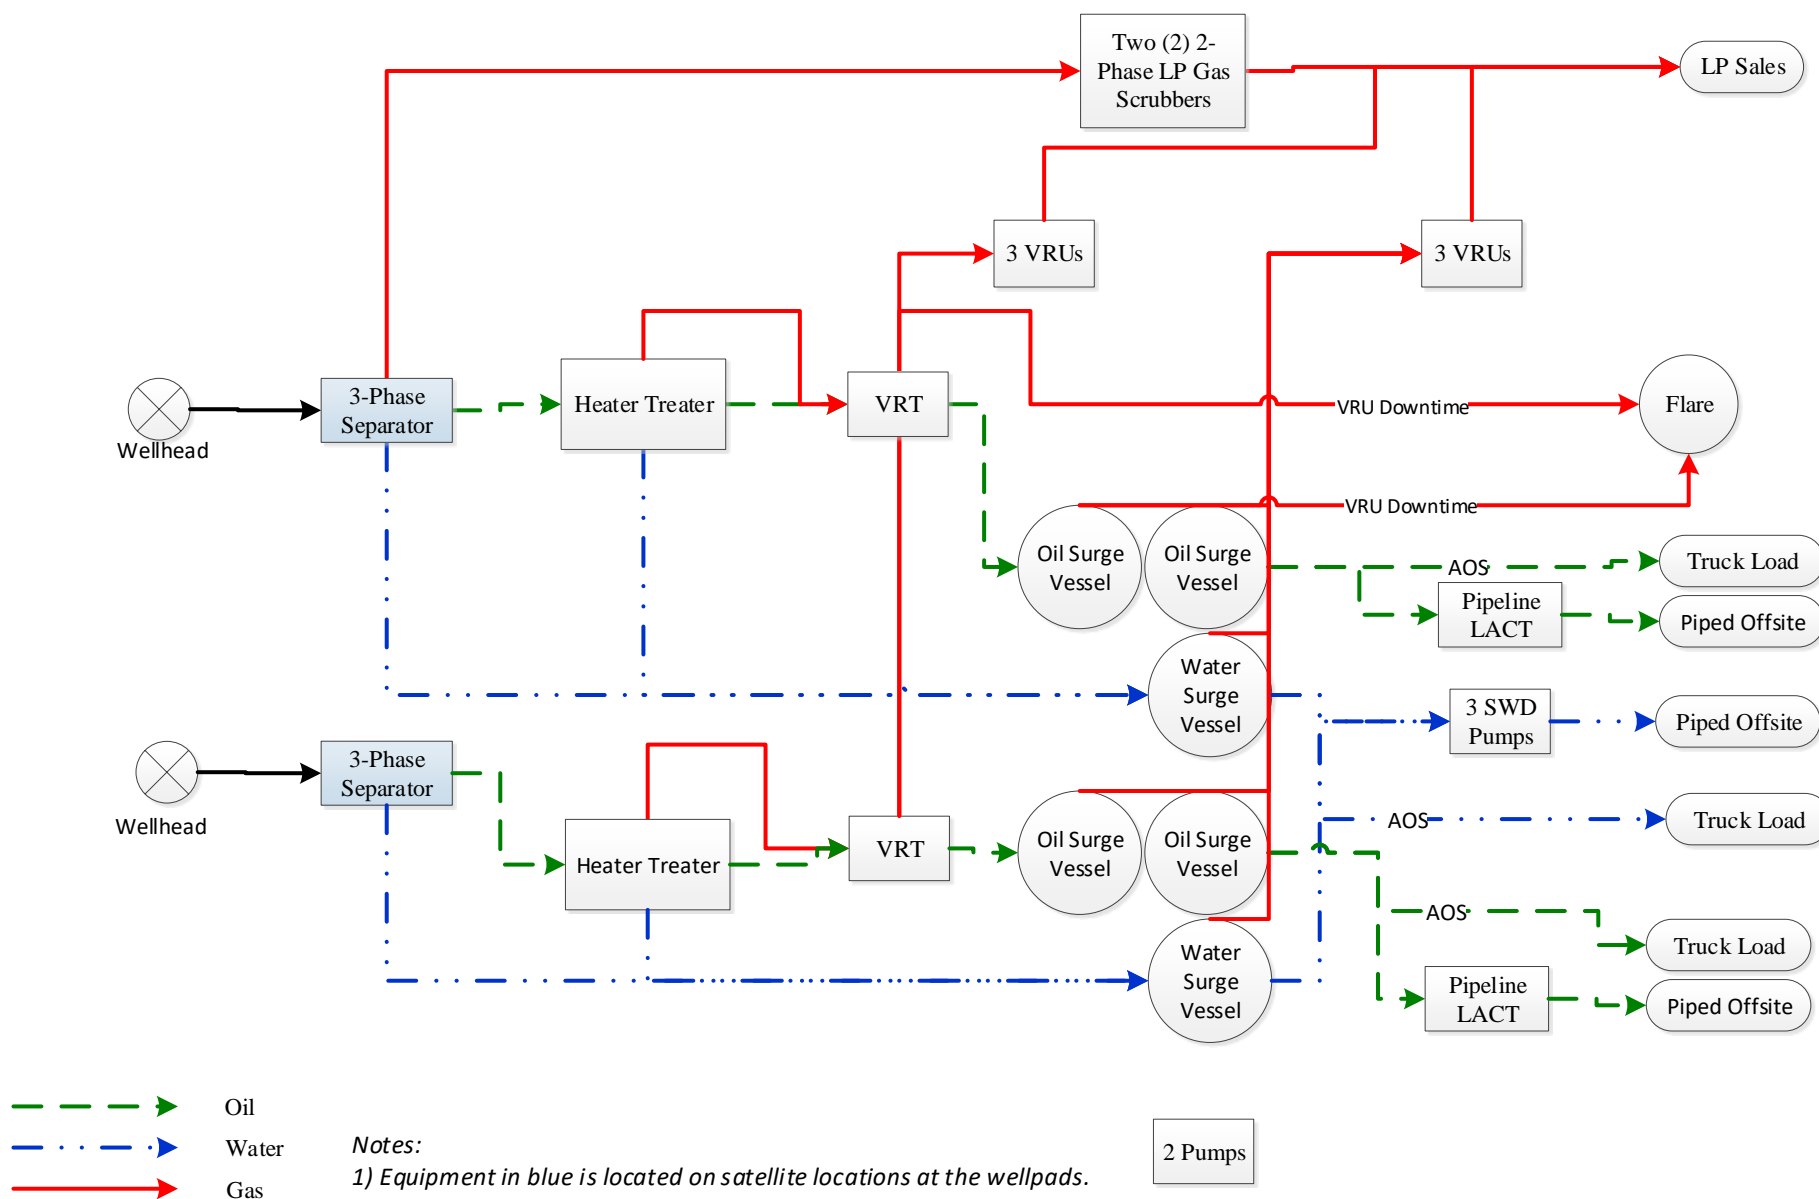 Two (2) 2-
Phase LP Gas
Scrubbers
LP Sales
3 VRUs
3 VRUs
3-Phase
Separator
Heater Treater
VRT
VRU Downtime
Flare
Wellhead
VRU Downtime
Oil Surge
Vessel
Oil Surge
Vessel
AOS
Truck Load
Pipeline
LACT
Piped Offsite
Water
Surge
Vessel
3 SWD
Pumps
Piped Offsite
3-Phase
Separator
Wellhead
Heater Treater
VRT
Oil Surge
Vessel
Oil Surge
Vessel
AOS
Truck Load
AOS
Truck Load
Water
Surge
Vessel
Pipeline
LACT
Piped Offsite
Oil
Water
Gas
Notes:
1) Equipment in blue is located on satellite locations at the wellpads.
2 Pumps